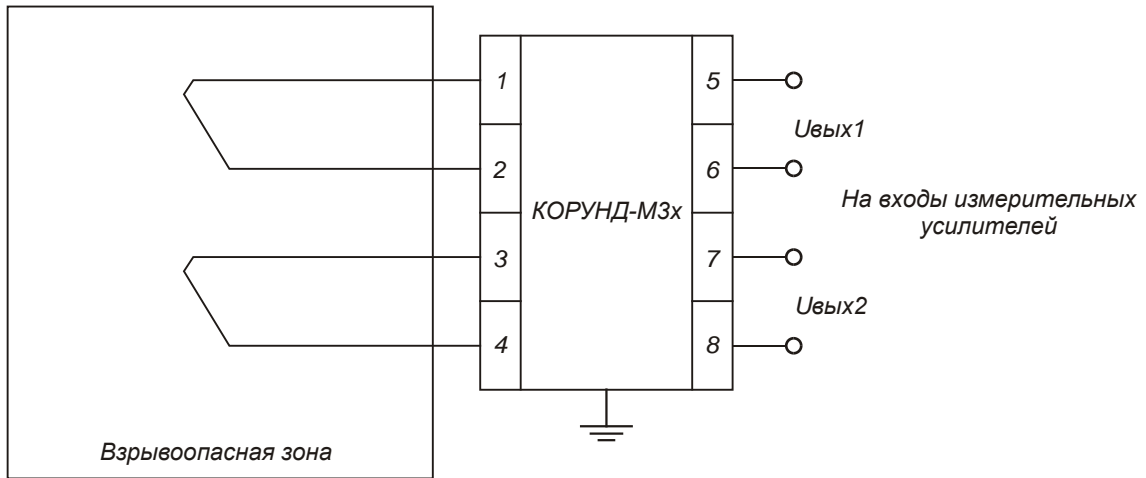 1
5
Uвых1
2
6
КОРУНД-М3х
На входы измерительных
усилителей
3
7
Uвых2
4
8
Взрывоопасная зона